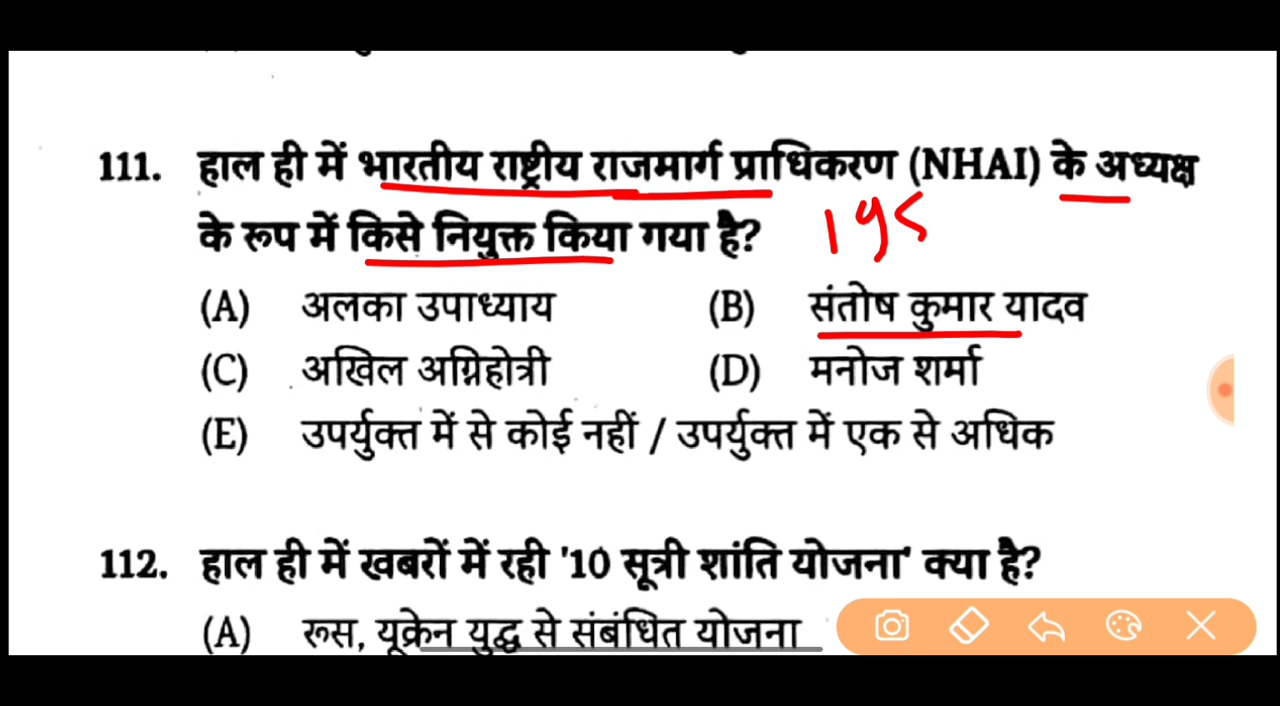 111. हाल ही में भारतीय राष्ट्रीय राजमार्ग प्राधिकरण (NHAI) के अध्यक्ष
के रूप में किसे नियुक्त किया गया है?
(A) अलका उपाध्याय (B) संतोष कुमार यादव
(C) अखिल अग्निहोत्री (D) मनोज शर्मा
(E) उपर्युक्त में से कोई नहीं / उपर्युक्त में एक से अधिक
112. हाल ही में खबरों में रही '10 सूत्री शांति योजना' क्या है?
(A) रूस, यूक्रेन युद्ध से संबंधित योजना